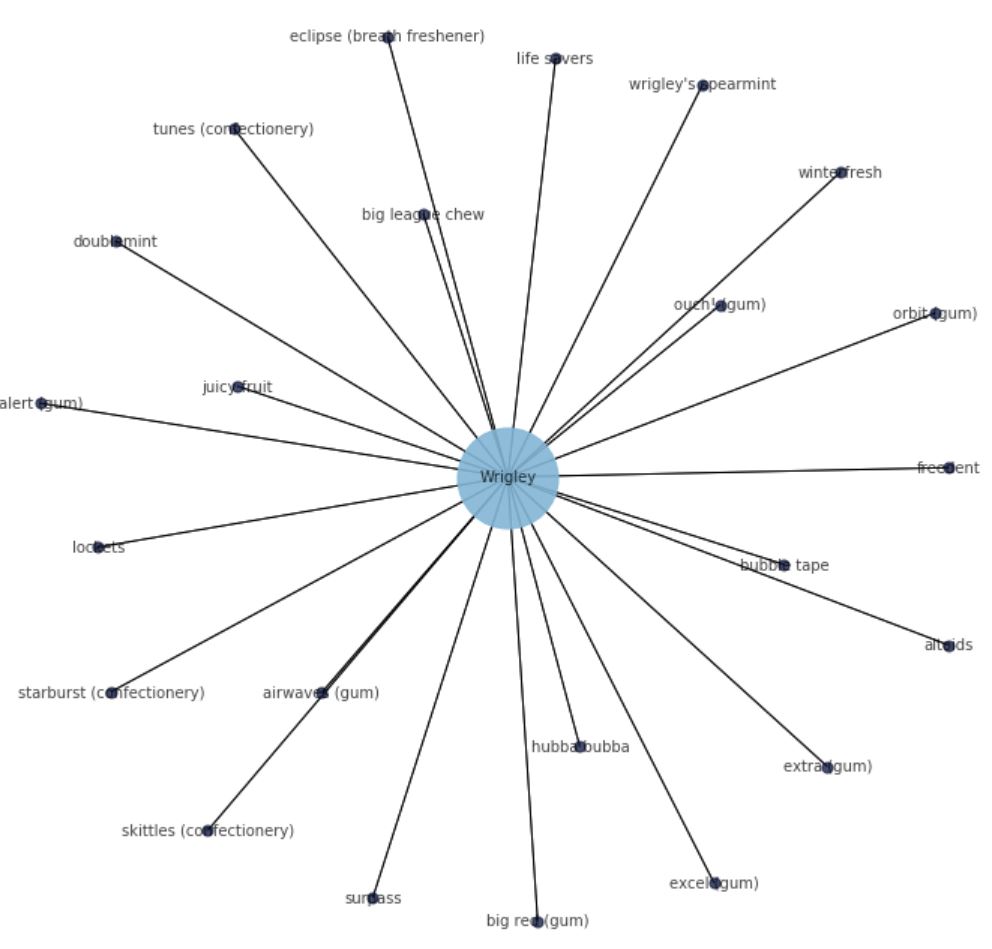 eclipse (breath freshener)
life savers
wrigley's spearmint
tunes (confectionery)
winterfresh
big league chew
doublemint
ouch! (gum)
orbit (gum)
juicy fruit
alert (gum)
freedent
Wrigley
lockets
bubble tape
altoids
starburst (confectionery)
airwaves (gum)
hubba bubba
extra (gum)
skittles (confectionery)
excel (gum)
surpass
big red (gum)